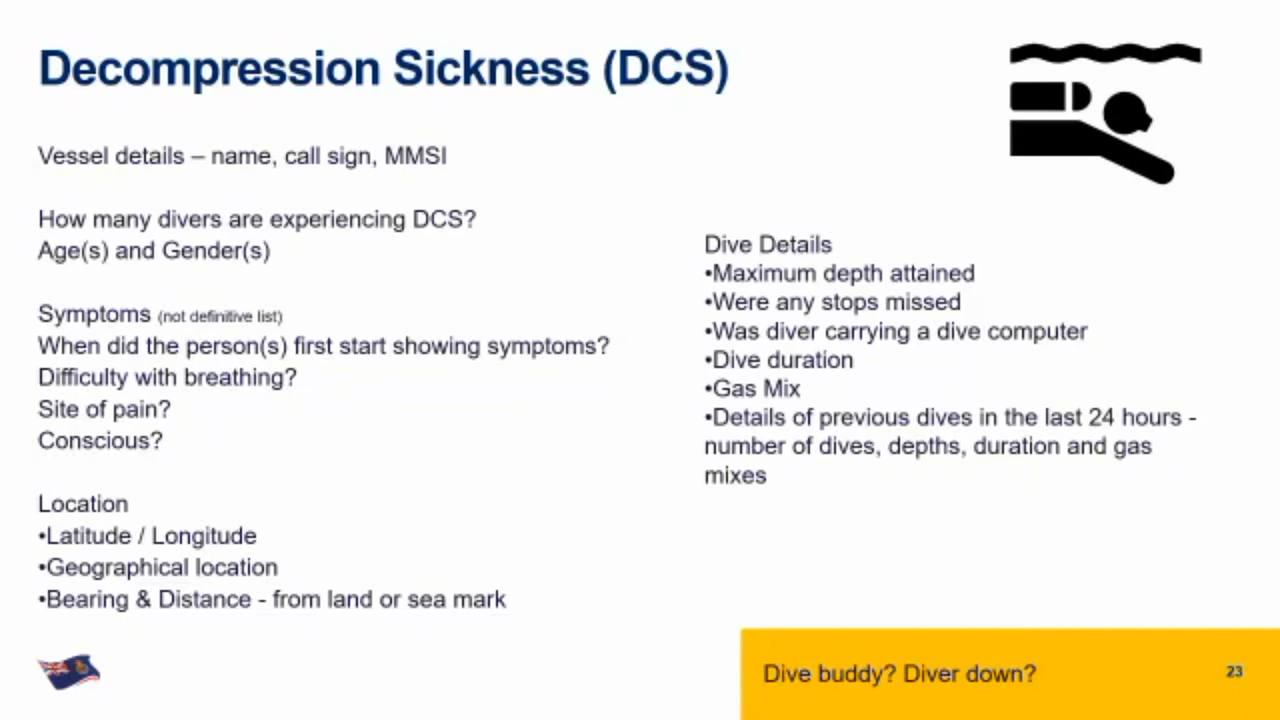 Decompression Sickness (DCS)
Vessel details – name, call sign, MMSI
How many divers are experiencing DCS?
Age(s) and Gender(s)
Symptoms (not definitive list)
When did the person(s) first start showing symptoms?
Difficulty with breathing?
Site of pain?
Conscious?
Location
•Latitude / Longitude
•Geographical location
•Bearing & Distance - from land or sea mark
Dive Details
•Maximum depth attained
•Were any stops missed
•Was diver carrying a dive computer
•Dive duration
•Gas Mix
•Details of previous dives in the last 24 hours -
number of dives, depths, duration and gas
mixes
Dive buddy? Diver down?
23